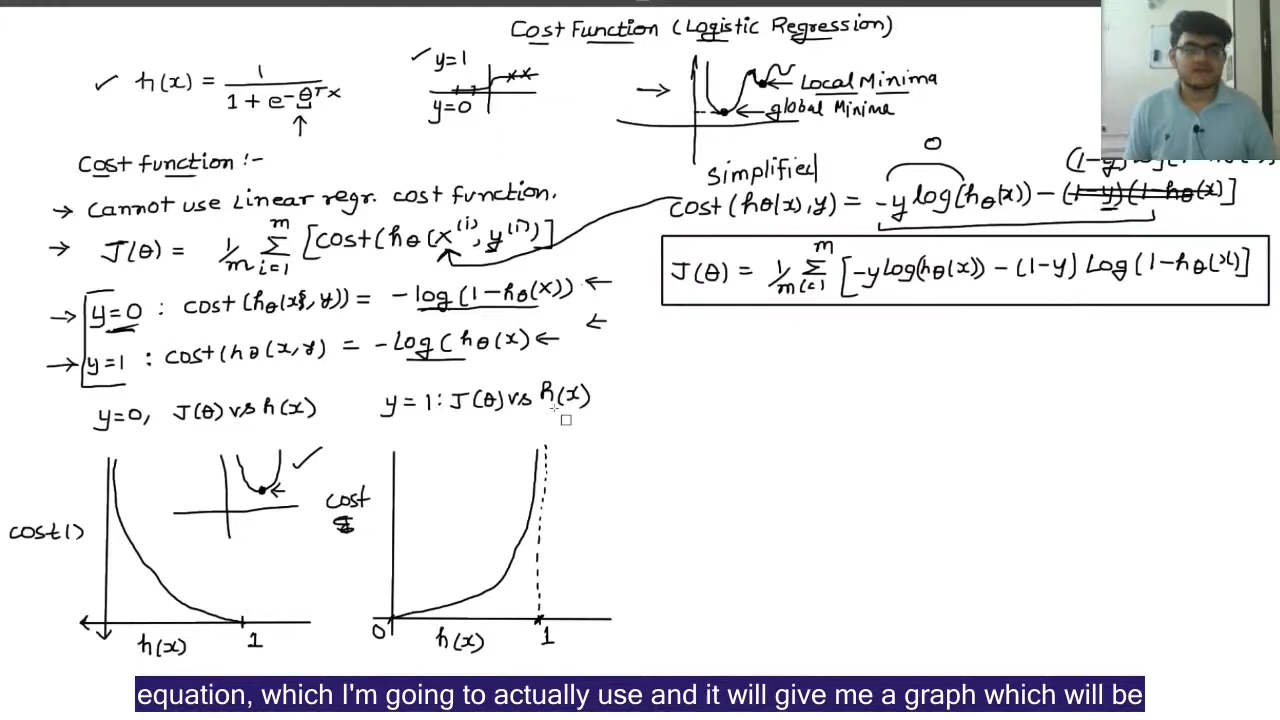 Cost Function (Logistic Regression)
✓ h(x) = 1 / 1 + e^-θ^T x
✓ y=1
y=0
→ Local Minima
← global Minima
Cost function :-
→ Cannot use Linear regr. cost function.
→ J(θ) = 1/m Σ i=1 m [cost(hθ(x^(i), y^(i))]
→ y=0 : cost(hθ(x), y)) = -log(1-hθ(x)) ←
→ y=1 : cost(hθ(x, y) = -Log(hθ(x) ←
←
simplified
0
cost(hθ(x), y) = -y log(hθ(x)) - (1-y)(1-hθ(x)]
J(θ) = 1/m Σ i=1 m [-y log(hθ(x)) - (1-y) Log(1-hθ(x)]
y=0, J(θ) vs h(x)
y = 1: J(θ) vs h(x)
cost()
h(x)
1
cost
0
h(x)
1
equation, which I'm going to actually use and it will give me a graph which will be